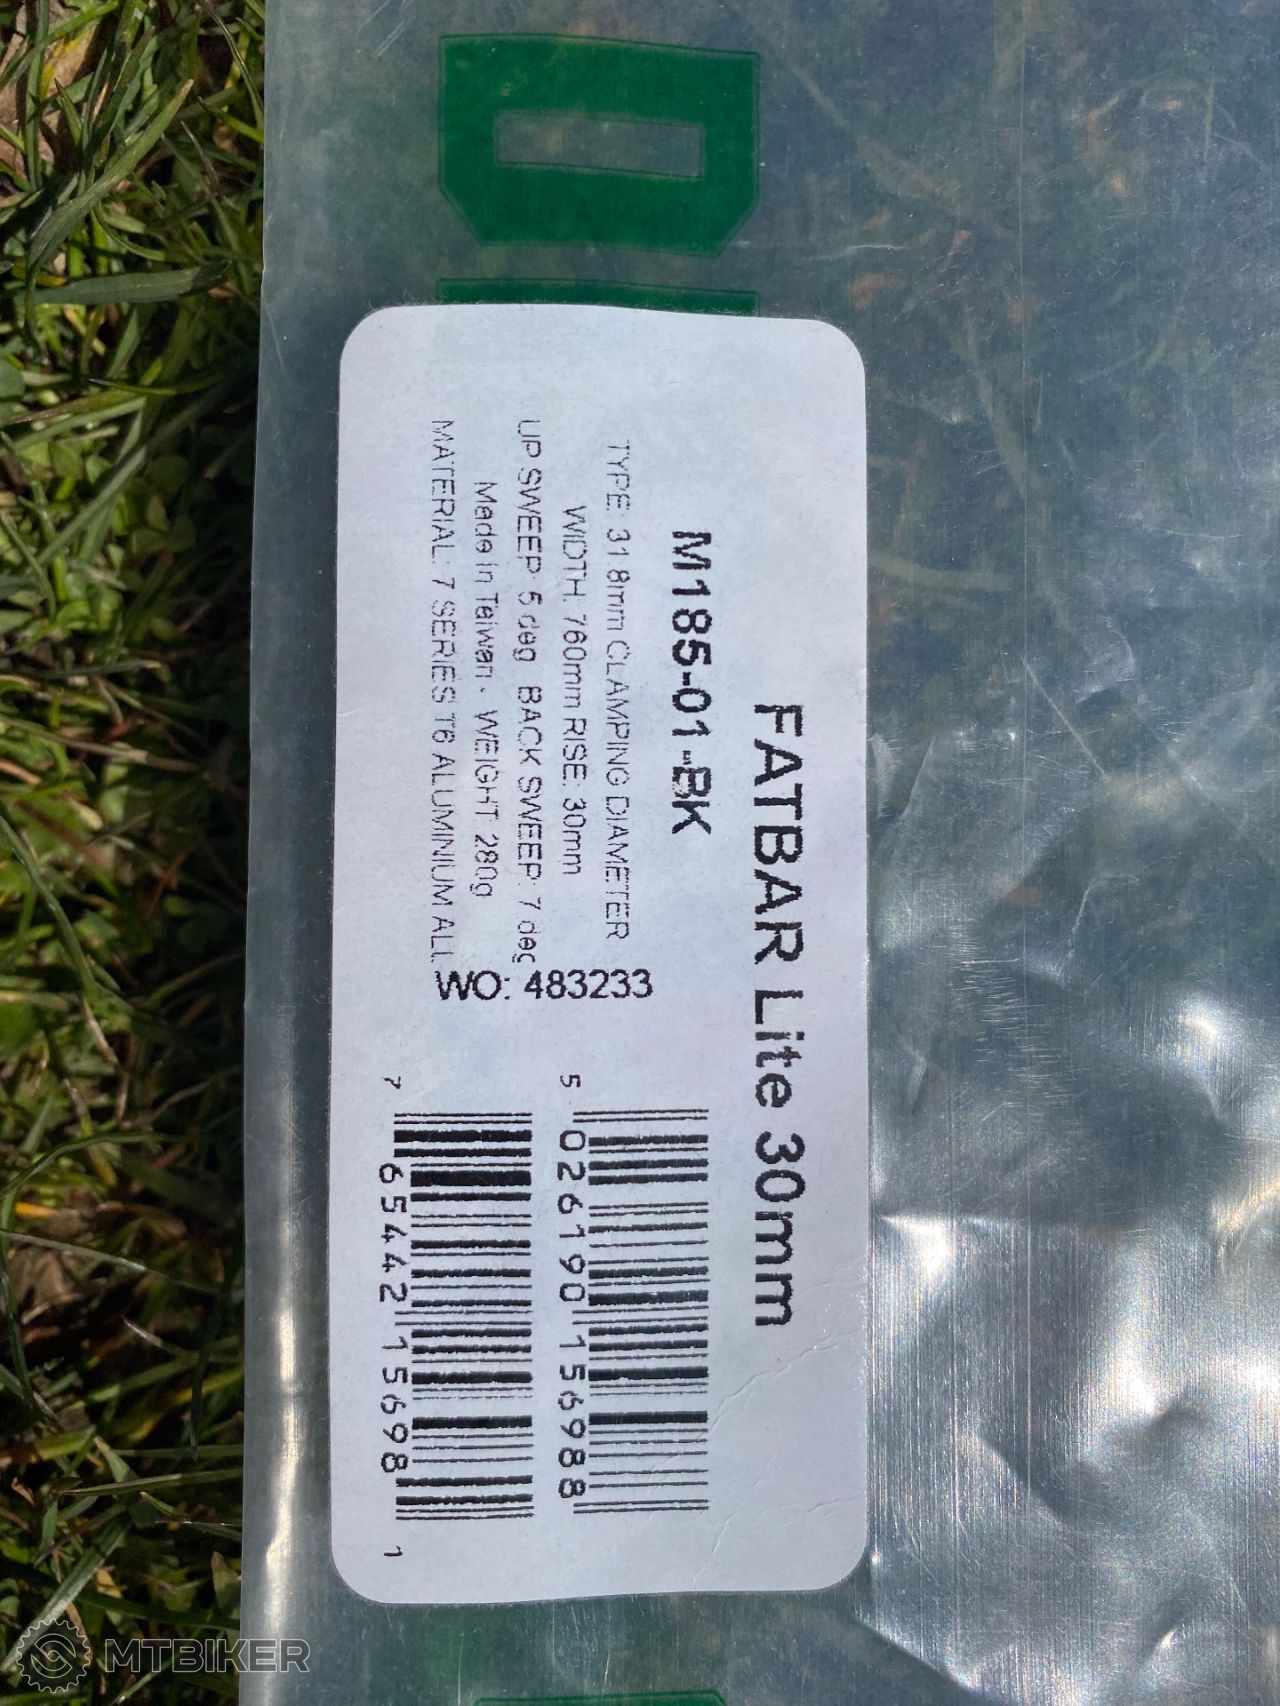 FATBAR Lite 30mm
M185-01-BK
TYPE: 31.8mm CLAMPING DIAMETER
WIDTH: 760mm RISE: 30mm
UP SWEEP: 5 deg BACK SWEEP: 7 deg
Made in Taiwan - WEIGHT: 280g
MATERIAL: 7 SERIES T6 ALUMINIUM ALL
WO: 483233
5 026190 156988
7 65442 15698 1
MTBIKER